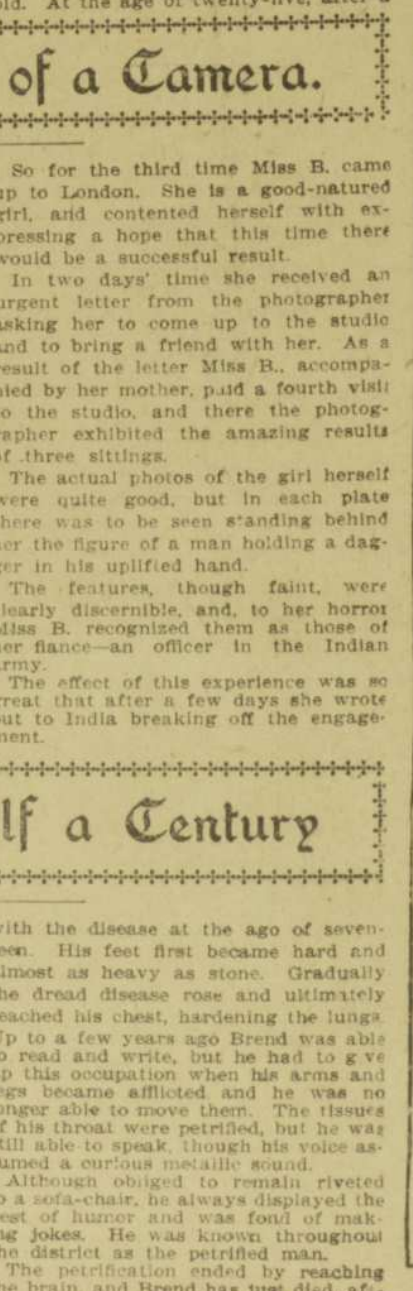 old. At the age of twenty-five, after a
of a Camera.
So for the third time Miss B. came
up to London. She is a good-natured
girl, and contented herself with ex-
pressing a hope that this time there
would be a successful result.
In two days' time she received an
urgent letter from the photographer
asking her to come up to the studio
and to bring a friend with her. As a
result of the letter Miss B., accompa-
nied by her mother, paid a fourth visit
to the studio, and there the photog-
rapher exhibited the amazing results
of three sittings.
The actual photos of the girl herself
were quite good, but in each plate
there was to be seen standing behind
her the figure of a man holding a dag-
ger in his uplifted hand.
The features, though faint, were
clearly discernible, and, to her horror
Miss B. recognized them as those of
her fiance—an officer in the Indian
army.
The effect of this experience was so
great that after a few days she wrote
out to India breaking off the engage-
ment.
lf a Century
with the disease at the ago of seven-
teen. His feet first became hard and
almost as heavy as stone. Gradually
the dread disease rose and ultimately
reached his chest, hardening the lungs.
Up to a few years ago Brend was able
to read and write, but he had to g ve
up this occupation when his arms and
legs became afflicted and he was no
longer able to move them. The tissues
of his throat were petrified, but he was
still able to speak, though his voice as-
sumed a curious metallic sound.
Although obliged to remain riveted
to a sofa-chair, he always displayed the
best of humor and was fond of mak-
ing jokes. He was known throughout
the district as the petrified man.
The petrification ended by reaching
the brain, and Brend has just died, af-